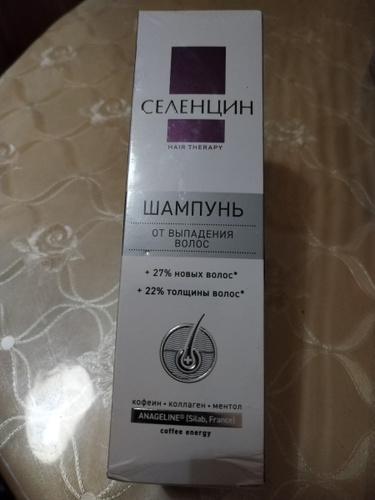 СЕЛЕНЦИН
HAIR THERAPY
ШАМПУНЬ
ОТ ВЫПАДЕНИЯ
ВОЛОС
+ 27% новых волос*
+ 22% толщины волос*
кофеин • коллаген • ментол
ANAGELINE® (Silab, France)
coffee energy